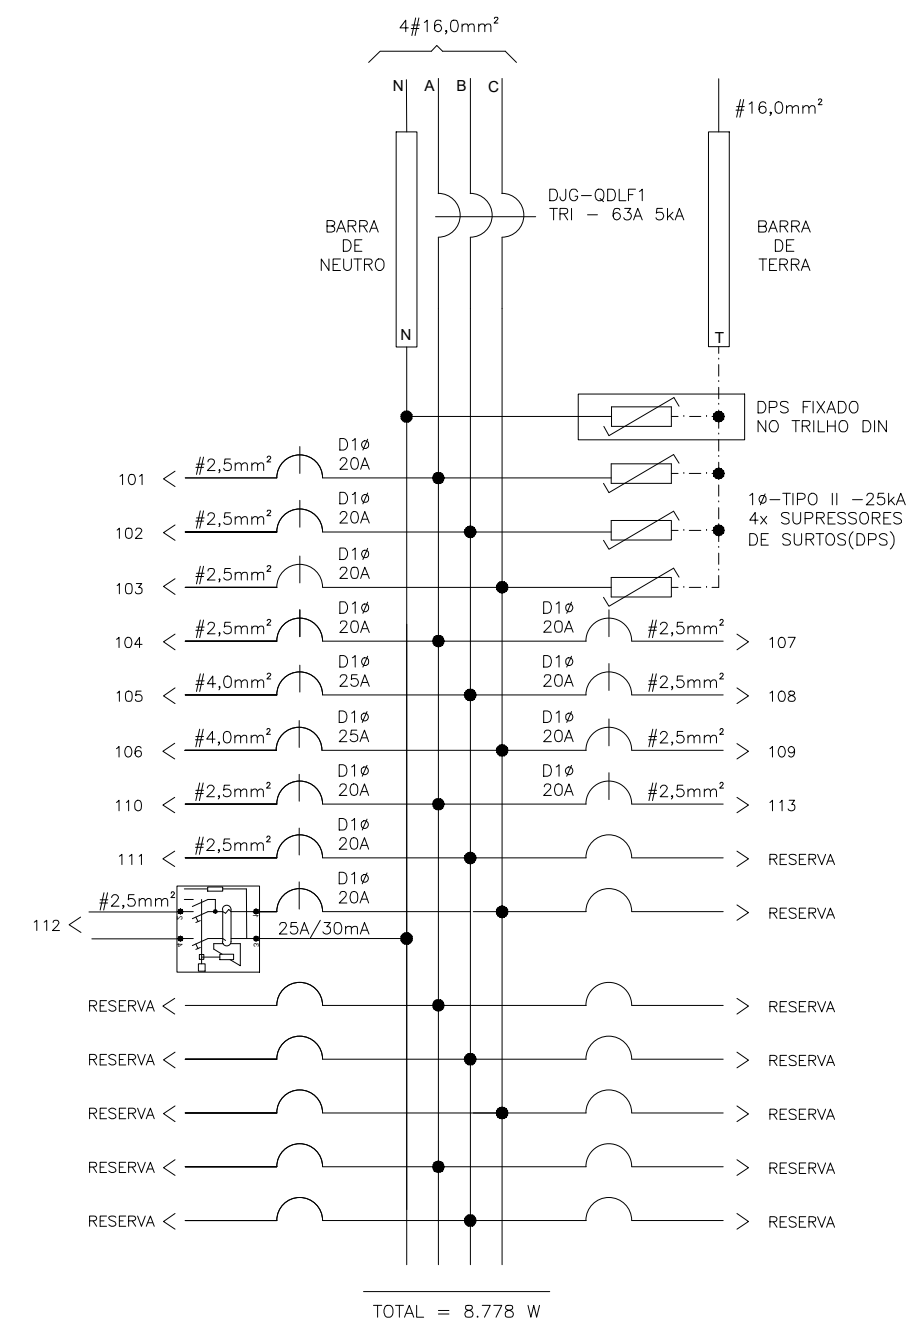 4#16,0mm²
N A B C
#16,0mm²
DJG-QDLF1
TRI - 63A 5kA
BARRA
DE
NEUTRO
BARRA
DE
TERRA
N
T
DPS FIXADO
NO TRILHO DIN
1ø-TIPO II -25kA
4x SUPRESSORES
DE SURTOS(DPS)
101 #2,5mm² D1ø
20A
102 #2,5mm² D1ø
20A
103 #2,5mm² D1ø
20A
104 #2,5mm² D1ø
20A
D1ø
20A #2,5mm² 107
105 #4,0mm² D1ø
25A
D1ø
20A #2,5mm² 108
106 #4,0mm² D1ø
25A
D1ø
20A #2,5mm² 109
110 #2,5mm² D1ø
20A
D1ø
20A #2,5mm² 113
111 #2,5mm² D1ø
20A
RESERVA
112 #2,5mm² D1ø
20A
25A/30mA
RESERVA
RESERVA RESERVA
RESERVA RESERVA
RESERVA RESERVA
RESERVA RESERVA
RESERVA RESERVA
TOTAL = 8.778 W